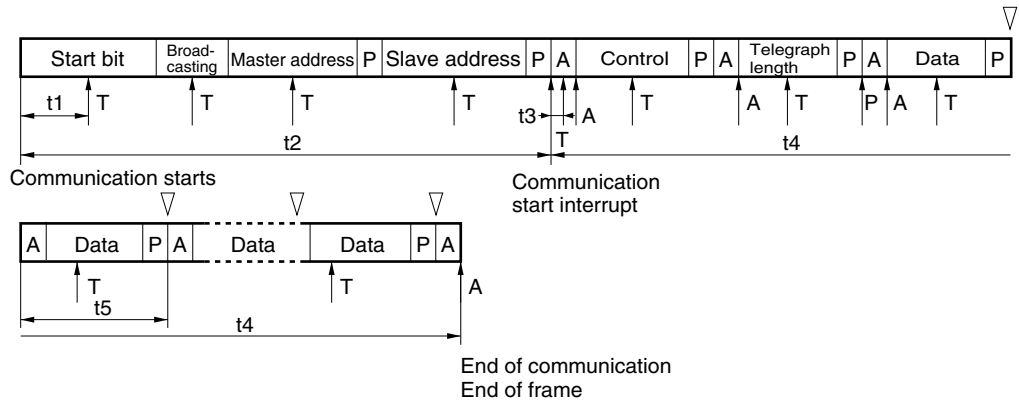 Start bit Broad- casting Master address P Slave address P A Control P A Telegraph length P A Data P
t1 T T T T t3 A T A T P A T
T
t2 t4
Communication starts
Communication
start interrupt
A Data P A Data Data P A
T T A
t5
t4
End of communication
End of frame